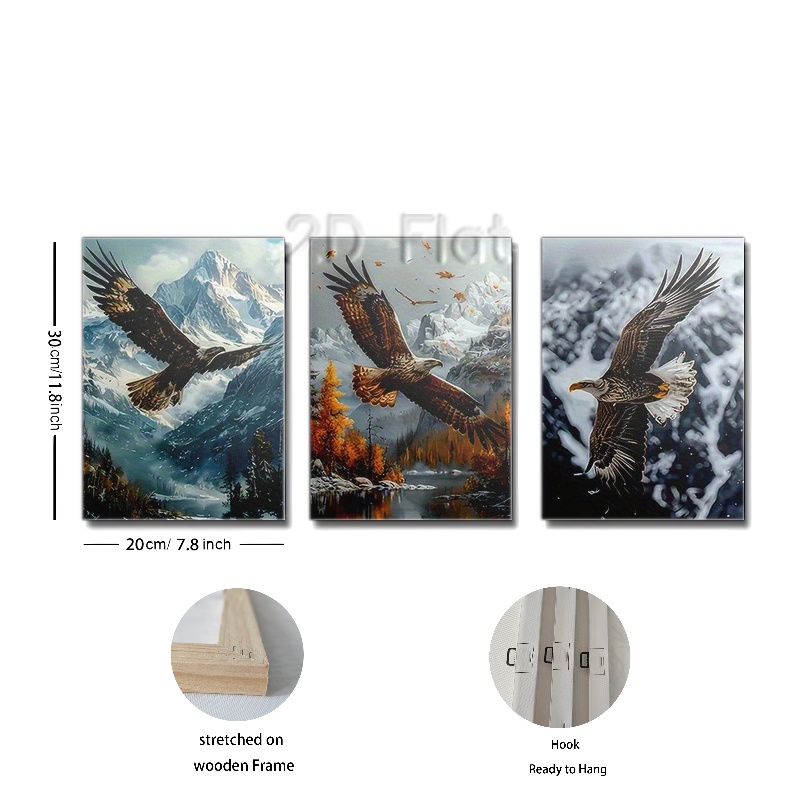 2D Flat
30cm/11.8inch
20cm/ 7.8 inch
stretched on
wooden Frame
Hook
Ready to Hang